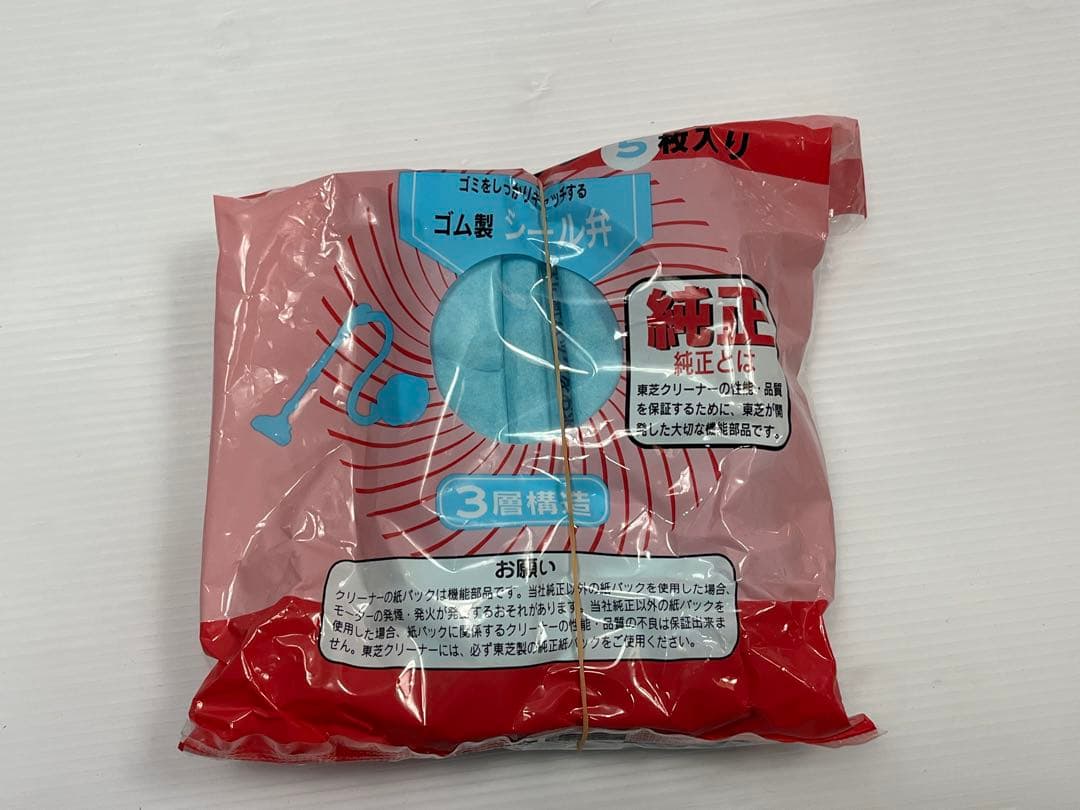 5枚入り
ゴミをしっかりキャッチする
ゴム製 シール弁
純正
純正とは
東芝クリーナーの性能・品質
を保証するために、東芝が開
発した大切な機能部品です。
3層構造
お願い
クリーナーの紙パックは機能部品です。当社純正以外の紙パックを使用した場合、
モーターの発煙・発火が発生するおそれがあります。当社純正以外の紙パックを
使用した場合、紙パックに関係するクリーナーの性能・品質の不良は保証出来ま
せん。東芝クリーナーには、必ず東芝製の純正紙パックをご使用ください。